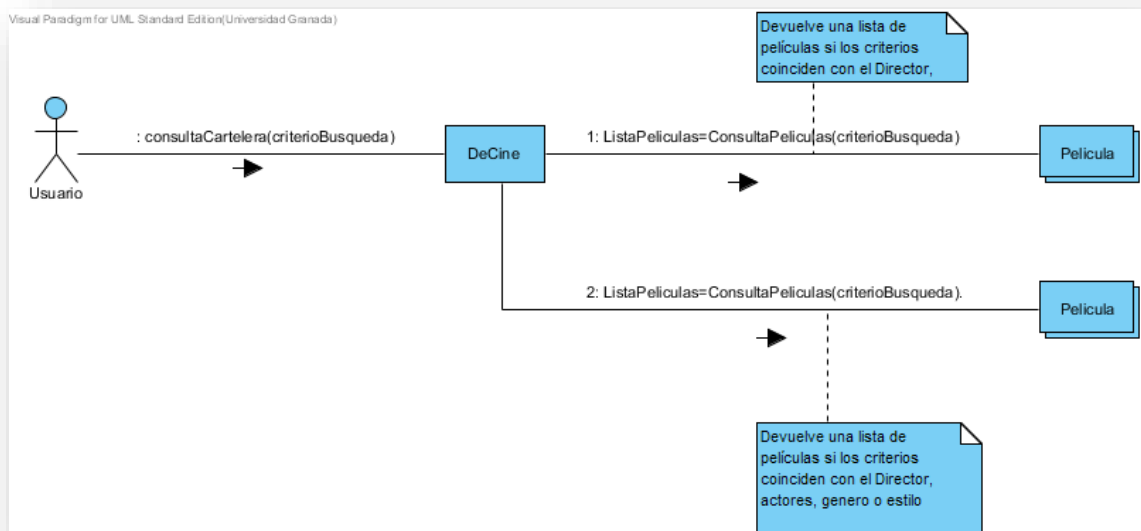 Visual Paradigm for UML Standard Edition(Universidad Granada)
Devuelve una lista de
películas si los criterios
coinciden con el Director,
: consultaCartelera(criterioBusqueda)
DeCine
1: ListaPeliculas=ConsultaPeliculas(criterioBusqueda)
Pelicula
Usuario
2: ListaPeliculas=ConsultaPeliculas(criterioBusqueda).
Pelicula
Devuelve una lista de
películas si los criterios
coinciden con el Director,
actores, genero o estilo